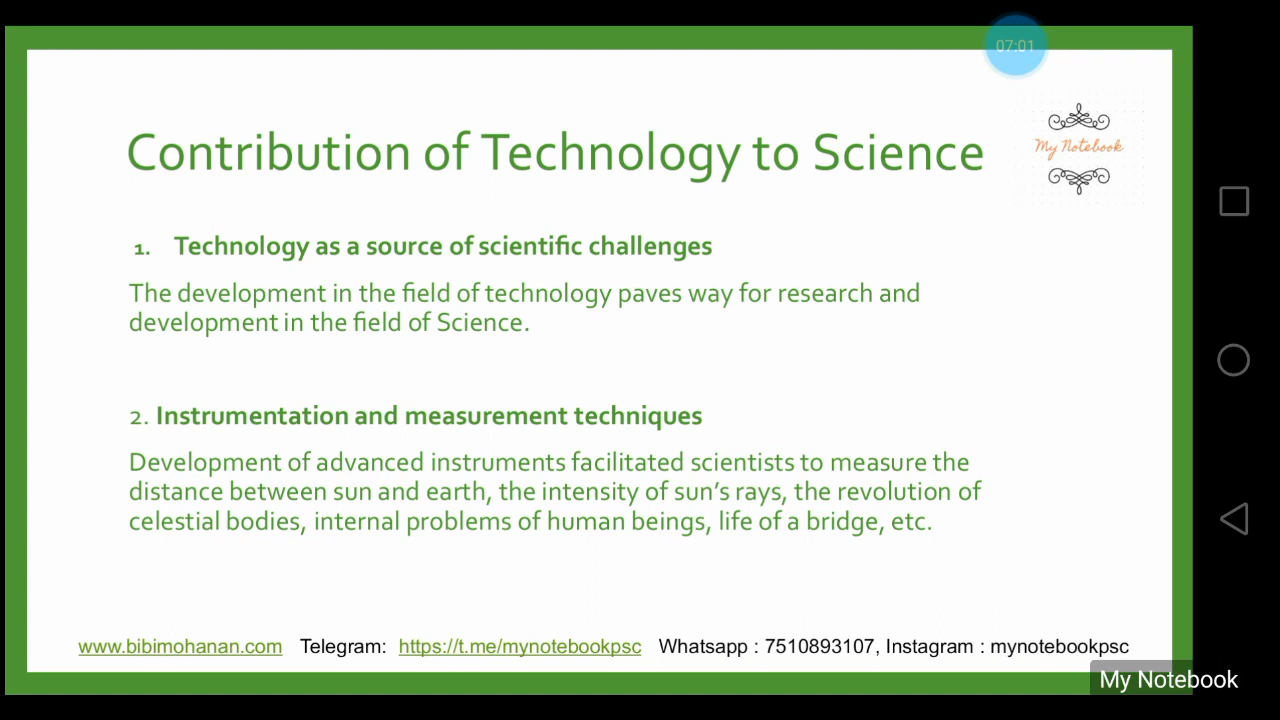 07:01
Contribution of Technology to Science
My Notebook
1. Technology as a source of scientific challenges
The development in the field of technology paves way for research and
development in the field of Science.
2. Instrumentation and measurement techniques
Development of advanced instruments facilitated scientists to measure the
distance between sun and earth, the intensity of sun’s rays, the revolution of
celestial bodies, internal problems of human beings, life of a bridge, etc.
www.bibimohanan.com Telegram: https://t.me/mynotebookpsc Whatsapp : 7510893107, Instagram : mynotebookpsc
My Notebook